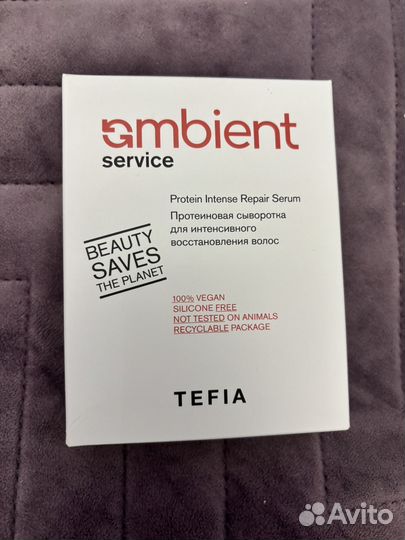 ambient
service
Protein Intense Repair Serum
Протеиновая сыворотка
для интенсивного
восстановления волос
BEAUTY
SAVES
THE PLANET
100% VEGAN
SILICONE FREE
NOT TESTED ON ANIMALS
RECYCLABLE PACKAGE
TEFIA
Avito